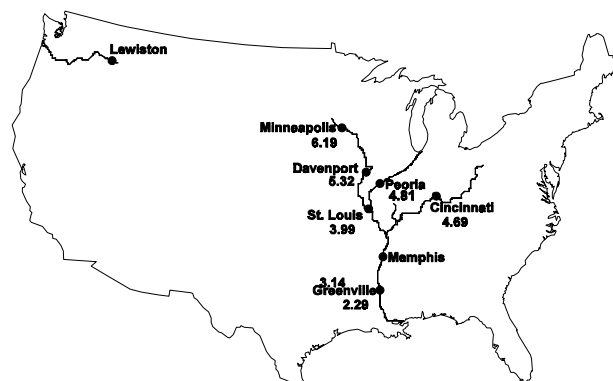 Lewiston
Minneapolis
6.19
Davenport
5.32
Peoria
4.81
Cincinnati
4.69
St. Louis
3.99
Memphis
3.14
Greenville
2.29